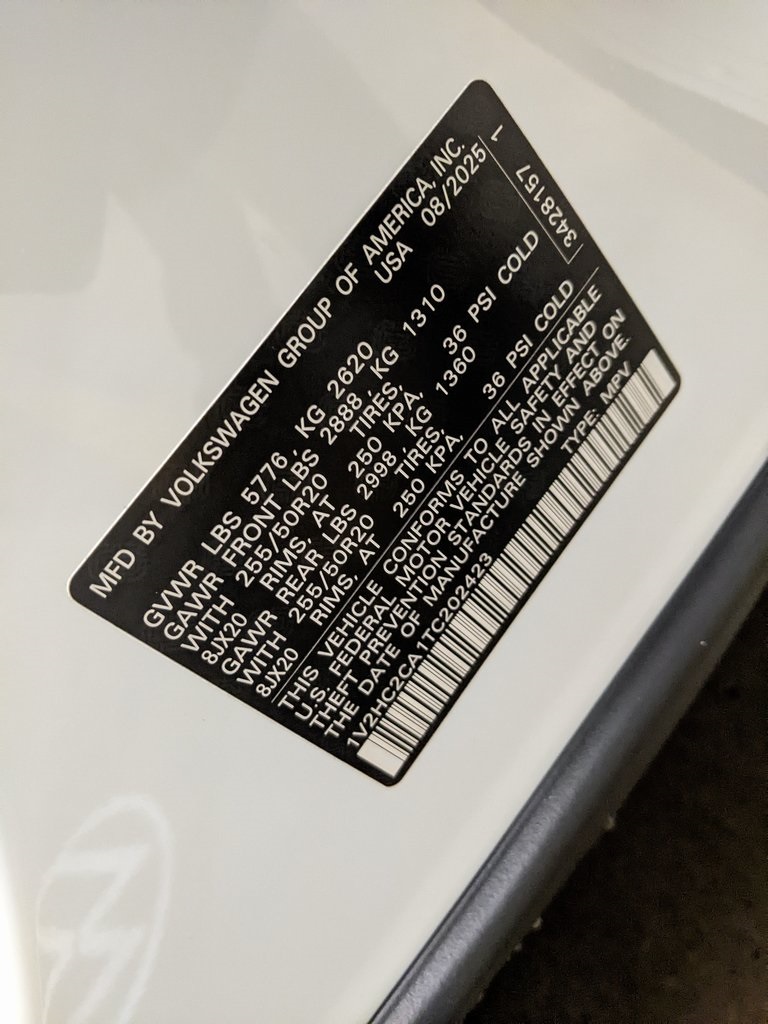 MFD BY VOLKSWAGEN GROUP OF AMERICA, INC.
USA 08/2025
GVWR LBS 5776, KG 2620
GAWR FRONT LBS 2888, KG 1310
WITH 255/50R20 TIRES,
8JX20 RIMS, AT 250 KPA, 36 PSI COLD
GAWR REAR LBS 2998, KG 1360
WITH 255/50R20 TIRES,
8JX20 RIMS, AT 250 KPA, 36 PSI COLD
THIS VEHICLE CONFORMS TO ALL APPLICABLE
U.S. FEDERAL MOTOR VEHICLE SAFETY AND
THEFT PREVENTION STANDARDS IN EFFECT ON
THE DATE OF MANUFACTURE SHOWN ABOVE.
1V2HC2CA1TC202423 TYPE: MPV
3428157 1